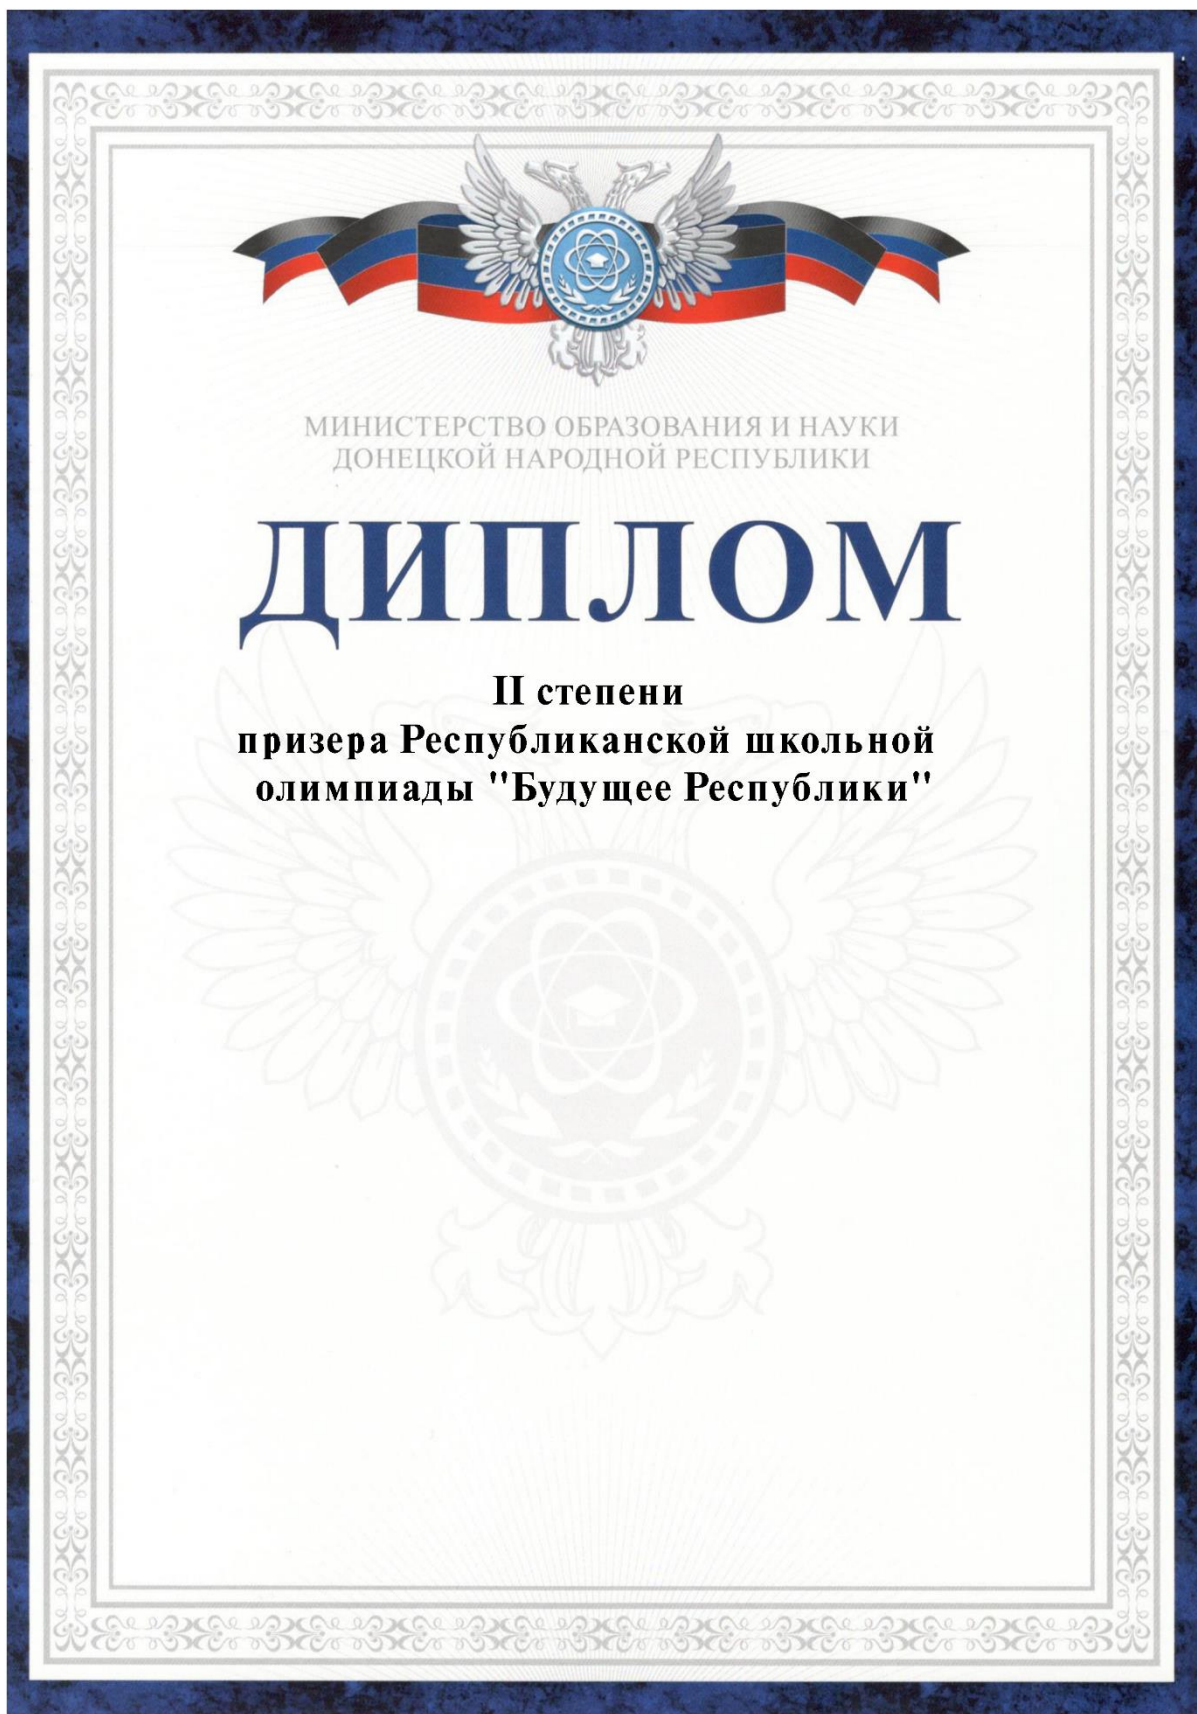 МИНИСТЕРСТВО ОБРАЗОВАНИЯ И НАУКИ
ДОНЕЦКОЙ НАРОДНОЙ РЕСПУБЛИКИ
ДИПЛОМ
II степени
призера Республиканской школьной
олимпиады "Будущее Республики"